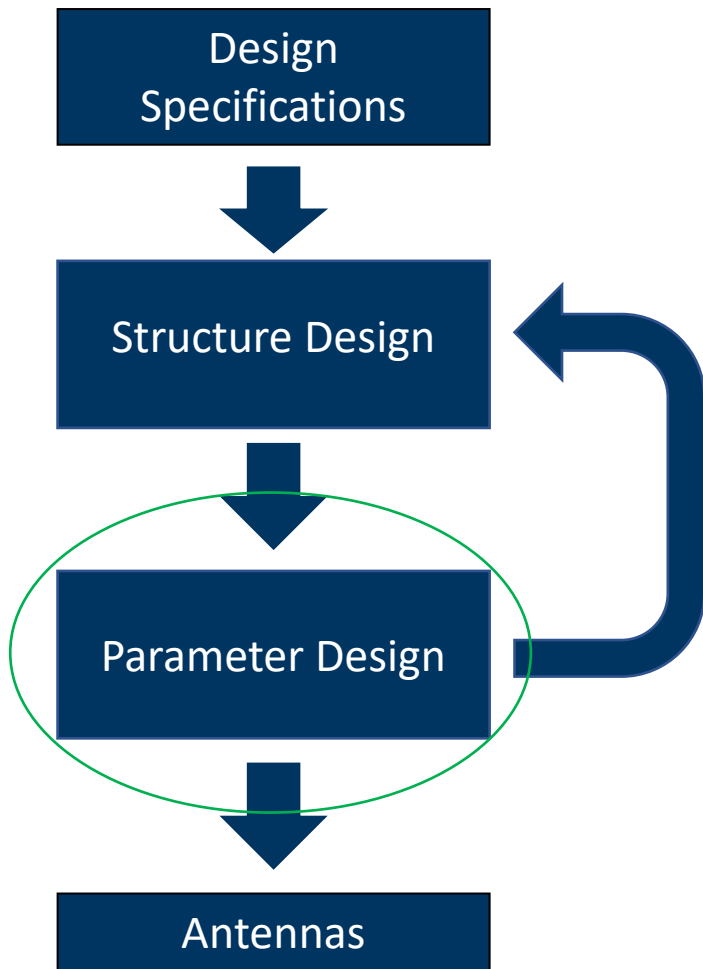 Design
Specifications
Structure Design
Parameter Design
Antennas